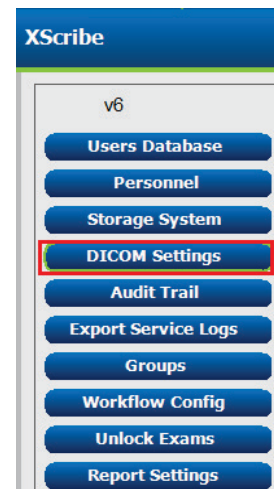 XScribe
v6
Users Database
Personnel
Storage System
DICOM Settings
Audit Trail
Export Service Logs
Groups
Workflow Config
Unlock Exams
Report Settings